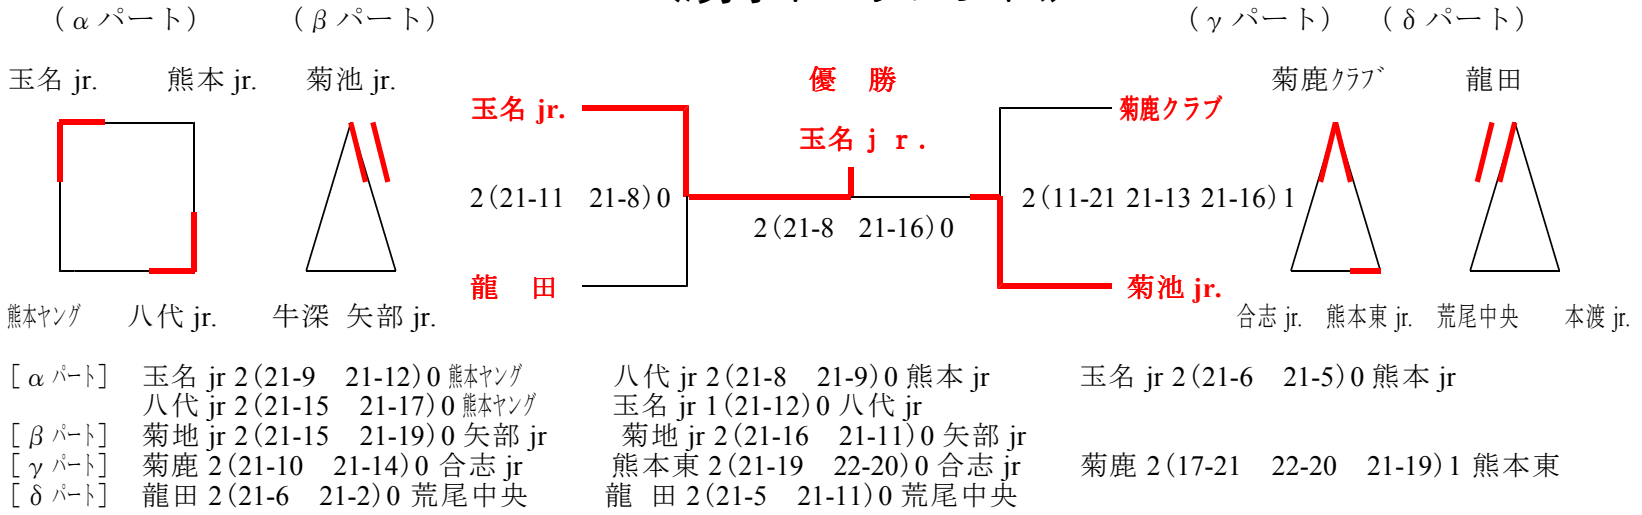 (αパート) (βパート) (γパート) (δパート)
玉名 jr. 熊本 jr. 菊池 jr. 優 勝 菊鹿クラブ 龍田
玉名 jr. 菊鹿クラブ
玉名ｊｒ.
2(21-11 21-8)0 2(11-21 21-13 21-16)1
2(21-8 21-16)0
龍 田 菊池 jr.
熊本ヤング 八代 jr. 牛深 矢部 jr. 合志 jr. 熊本東 jr. 荒尾中央 本渡 jr.
[αパート] 玉名 jr 2(21-9 21-12)0 熊本ヤング 八代 jr 2(21-8 21-9)0 熊本 jr 玉名 jr 2(21-6 21-5)0 熊本 jr
八代 jr 2(21-15 21-17)0 熊本ヤング 玉名 jr 1(21-12)0 八代 jr
[βパート] 菊地 jr 2(21-15 21-19)0 矢部 jr 菊地 jr 2(21-16 21-11)0 矢部 jr
[γパート] 菊鹿 2(21-10 21-14)0 合志 jr 熊本東 2(21-19 22-20)0 合志 jr 菊鹿 2(17-21 22-20 21-19)1 熊本東
[δパート] 龍田 2(21-6 21-2)0 荒尾中央 龍 田 2(21-5 21-11)0 荒尾中央